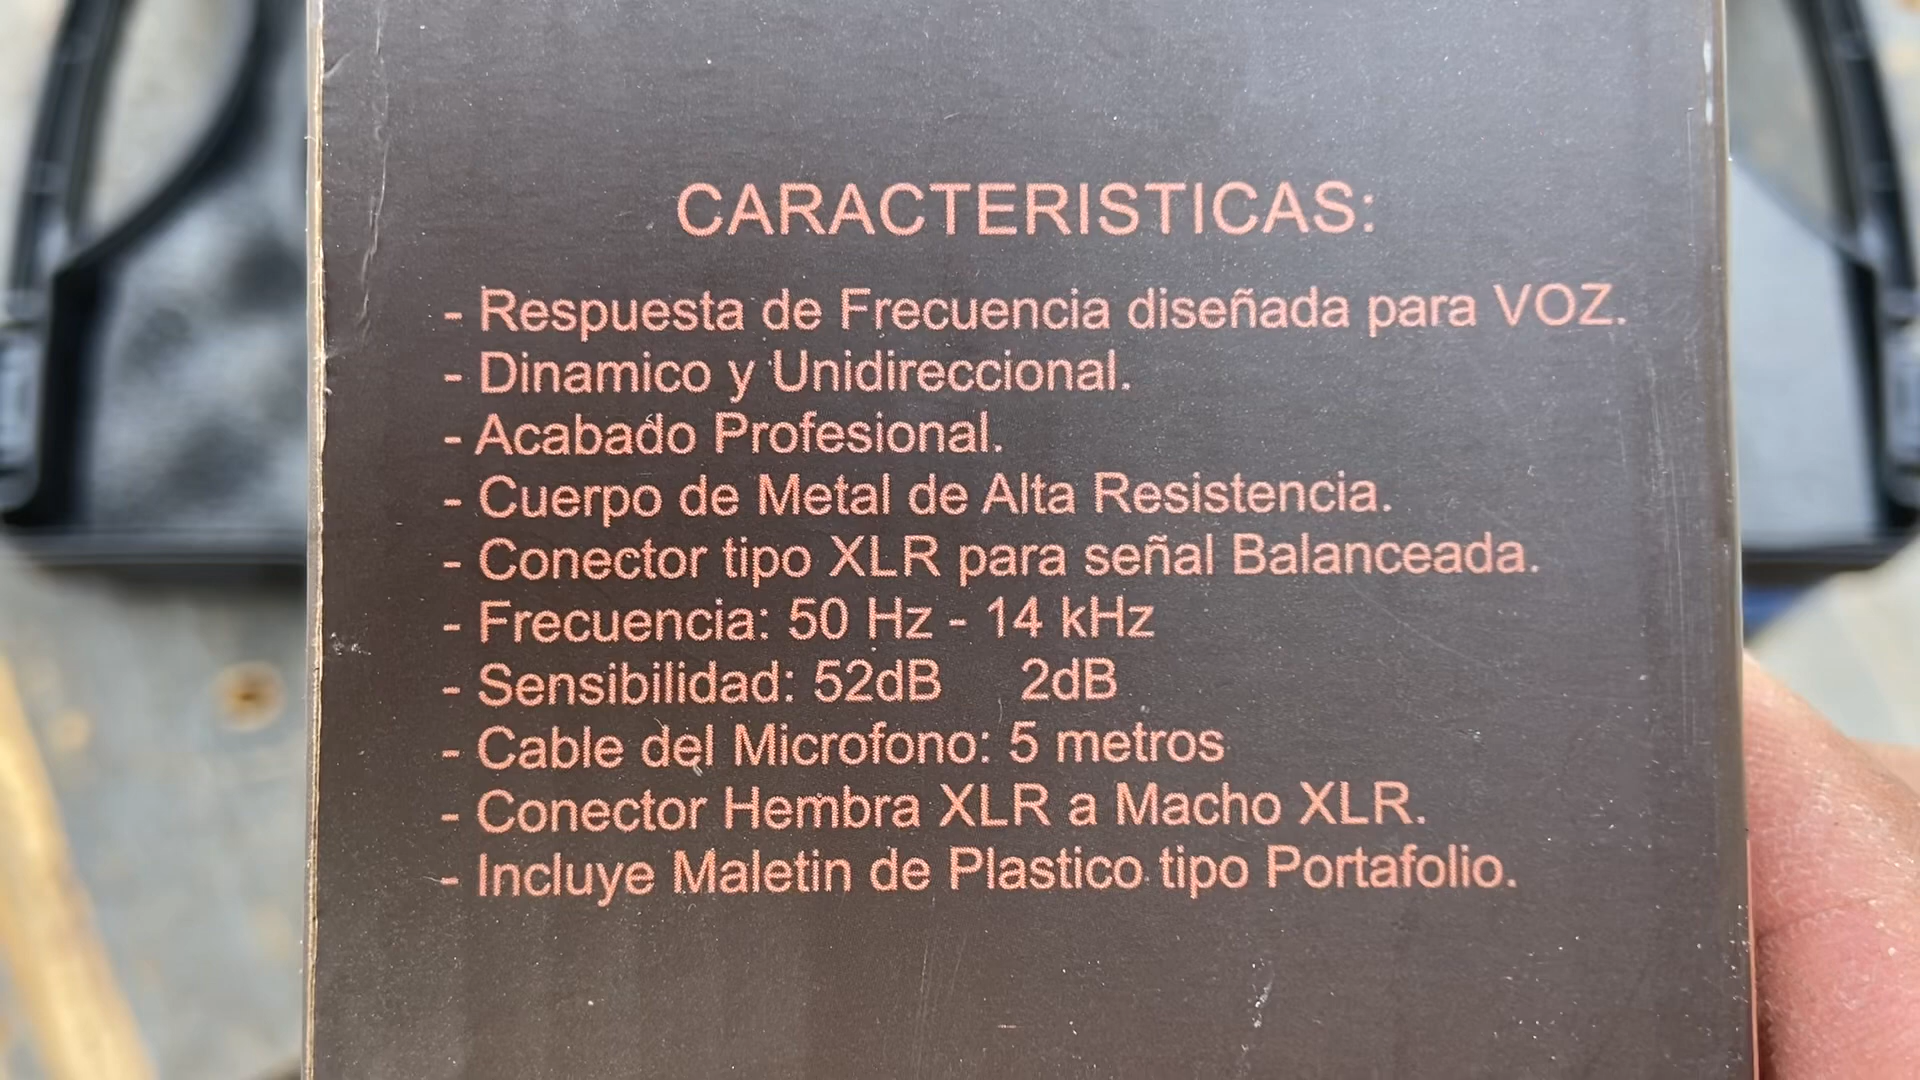 CARACTERISTICAS:
- Respuesta de Frecuencia diseñada para VOZ.
- Dinamico y Unidireccional.
- Acabado Profesional.
- Cuerpo de Metal de Alta Resistencia.
- Conector tipo XLR para señal Balanceada.
- Frecuencia: 50 Hz - 14 kHz
- Sensibilidad: 52dB 2dB
- Cable del Microfono: 5 metros
- Conector Hembra XLR a Macho XLR.
- Incluye Maletin de Plastico tipo Portafolio.